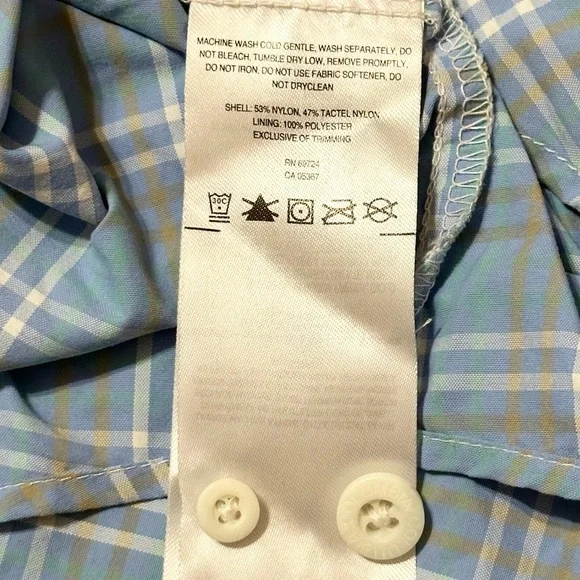 MACHINE WASH COLD GENTLE, WASH SEPARATELY, DO
NOT BLEACH, TUMBLE DRY LOW, REMOVE PROMPTLY,
DO NOT IRON, DO NOT USE FABRIC SOFTENER, DO
NOT DRYCLEAN
SHELL: 53% NYLON, 47% TACTEL NYLON
LINING: 100% POLYESTER
EXCLUSIVE OF TRIMMING
RN 69724
CA 05367
30C